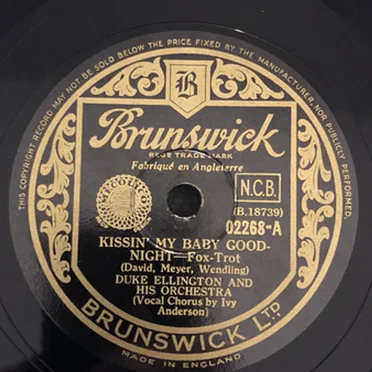 THIS COPYRIGHT RECORD MAY NOT BE SOLD BELOW THE PRICE FIXED BY THE MANUFACTURER, NOR PUBLICLY PERFORMED.
B
Brunswick
REGD TRADE MARK
Fabriqué en Angleterre
N.C.B.
(B.18739)
02268-A
KISSIN' MY BABY GOOD-
NIGHT—Fox-Trot
(David, Meyer, Wendling)
DUKE ELLINGTON AND
HIS ORCHESTRA
(Vocal Chorus by Ivy
Anderson)
BRUNSWICK LTD.
MADE IN ENGLAND